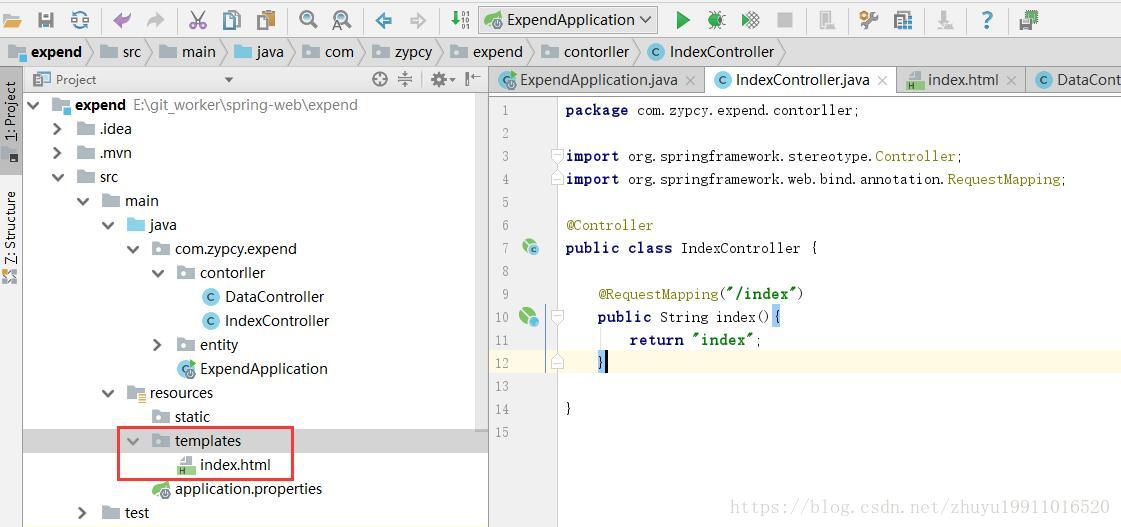 ExpendApplication
expend src main java com zypcy expend contorller IndexController
Project
ExpendApplication.java IndexController.java index.html DataCont
1: Project
Z: Structure
expend E:\git_worker\spring-web\expend
.idea
.mvn
src
main
java
com.zypcy.expend
contorller
DataController
IndexController
entity
ExpendApplication
resources
static
templates
index.html
application.properties
test
1 package com.zypcy.expend.contorller;
2
3 import org.springframework.stereotype.Controller;
4 import org.springframework.web.bind.annotation.RequestMapping;
5
6 @Controller
7 public class IndexController {
8
9 @RequestMapping("/index")
10 public String index(){
11 return "index";
12 }
13
14 }
15
https://blog.csdn.net/zhuyu19911016520